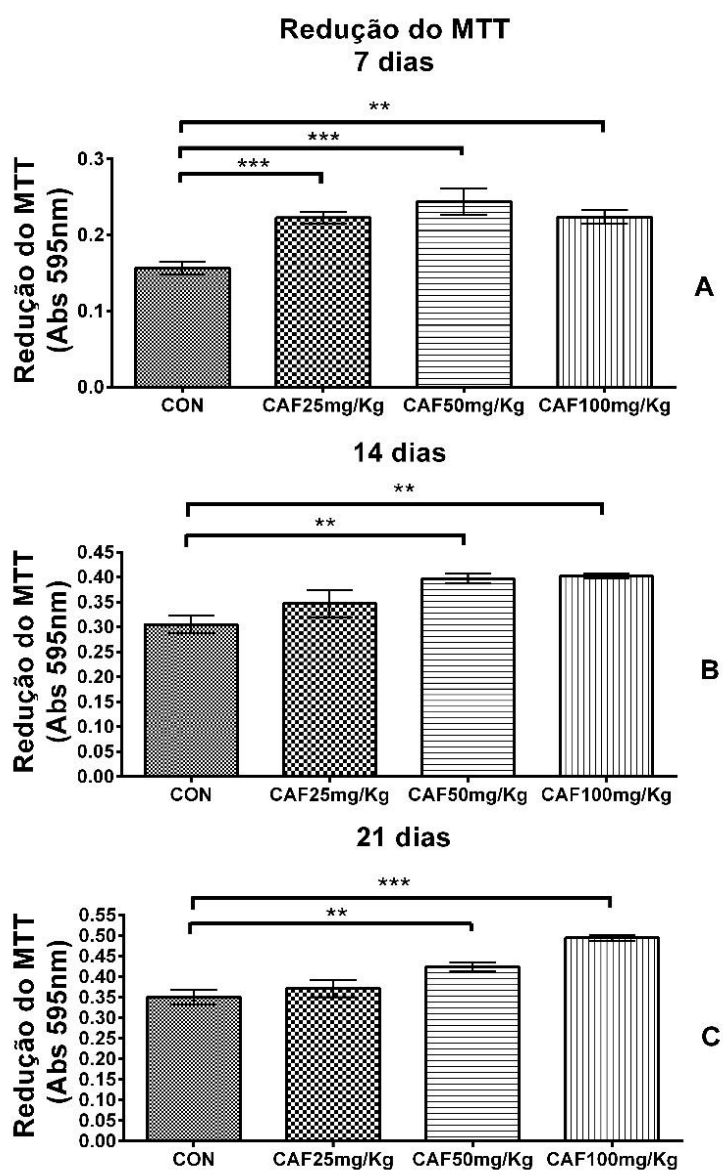 Redução do MTT
7 dias
**
***
***
Redução do MTT
(Abs 595nm)
0.3
0.2
0.1
0.0
CON
CAF25mg/Kg
CAF50mg/Kg
CAF100mg/Kg
A
14 dias
**
**
Redução do MTT
(Abs 595nm)
0.45
0.40
0.35
0.30
0.25
0.20
0.15
0.10
0.05
0.00
CON
CAF25mg/Kg
CAF50mg/Kg
CAF100mg/Kg
B
21 dias
***
**
Redução do MTT
(Abs 595nm)
0.55
0.50
0.45
0.40
0.35
0.30
0.25
0.20
0.15
0.10
0.05
0.00
CON
CAF25mg/Kg
CAF50mg/Kg
CAF100mg/Kg
C